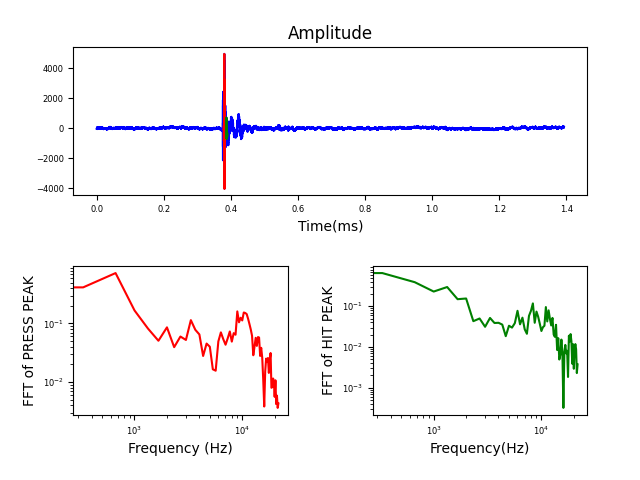 Amplitude
4000
2000
0
−2000
−4000
0.0 0.2 0.4 0.6 0.8 1.0 1.2 1.4
Time(ms)
FFT of PRESS PEAK
10⁻¹
10⁻²
10³ 10⁴
Frequency (Hz)
FFT of HIT PEAK
10⁻¹
10⁻²
10⁻³
10³ 10⁴
Frequency(Hz)